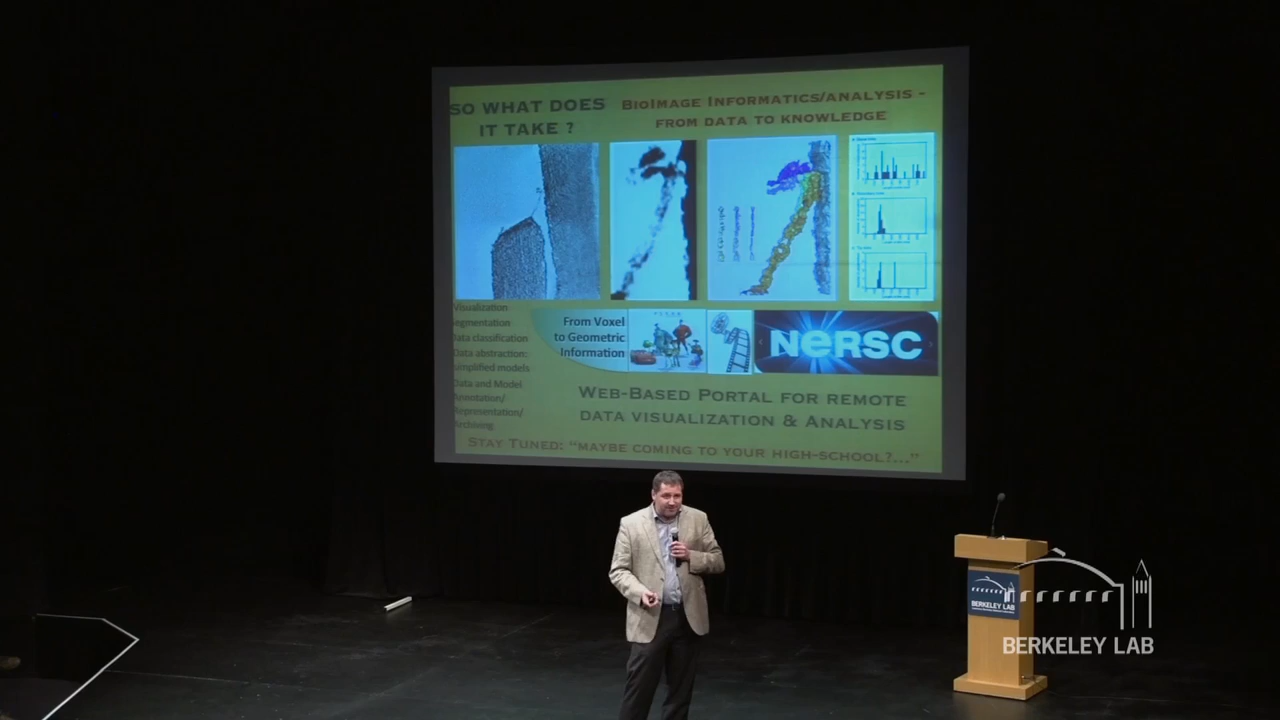 SO WHAT DOES
IT TAKE ?
BIOIMAGE INFORMATICS/ANALYSIS -
FROM DATA TO KNOWLEDGE
Visualization
segmentation
Data classification
Data abstraction:
simplified models
Data and Model
Annotation/
Representation/
Archiving
From Voxel
to Geometric
Information
NERSC
WEB-BASED PORTAL FOR REMOTE
DATA VISUALIZATION & ANALYSIS
STAY TUNED: “MAYBE COMING TO YOUR HIGH-SCHOOL?...”
BERKELEY LAB
BERKELEY LAB